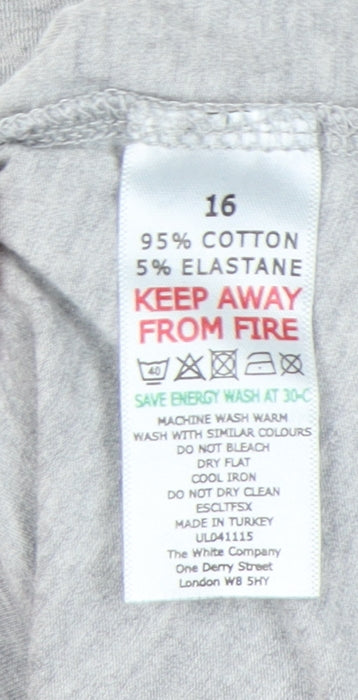 16
95% COTTON
5% ELASTANE
KEEP AWAY
FROM FIRE
40
SAVE ENERGY WASH AT 30°C
MACHINE WASH WARM
WASH WITH SIMILAR COLOURS
DO NOT BLEACH
DRY FLAT
COOL IRON
DO NOT DRY CLEAN
ESCLTFSX
MADE IN TURKEY
UL041115
The White Company
One Derry Street
London W8 5HY